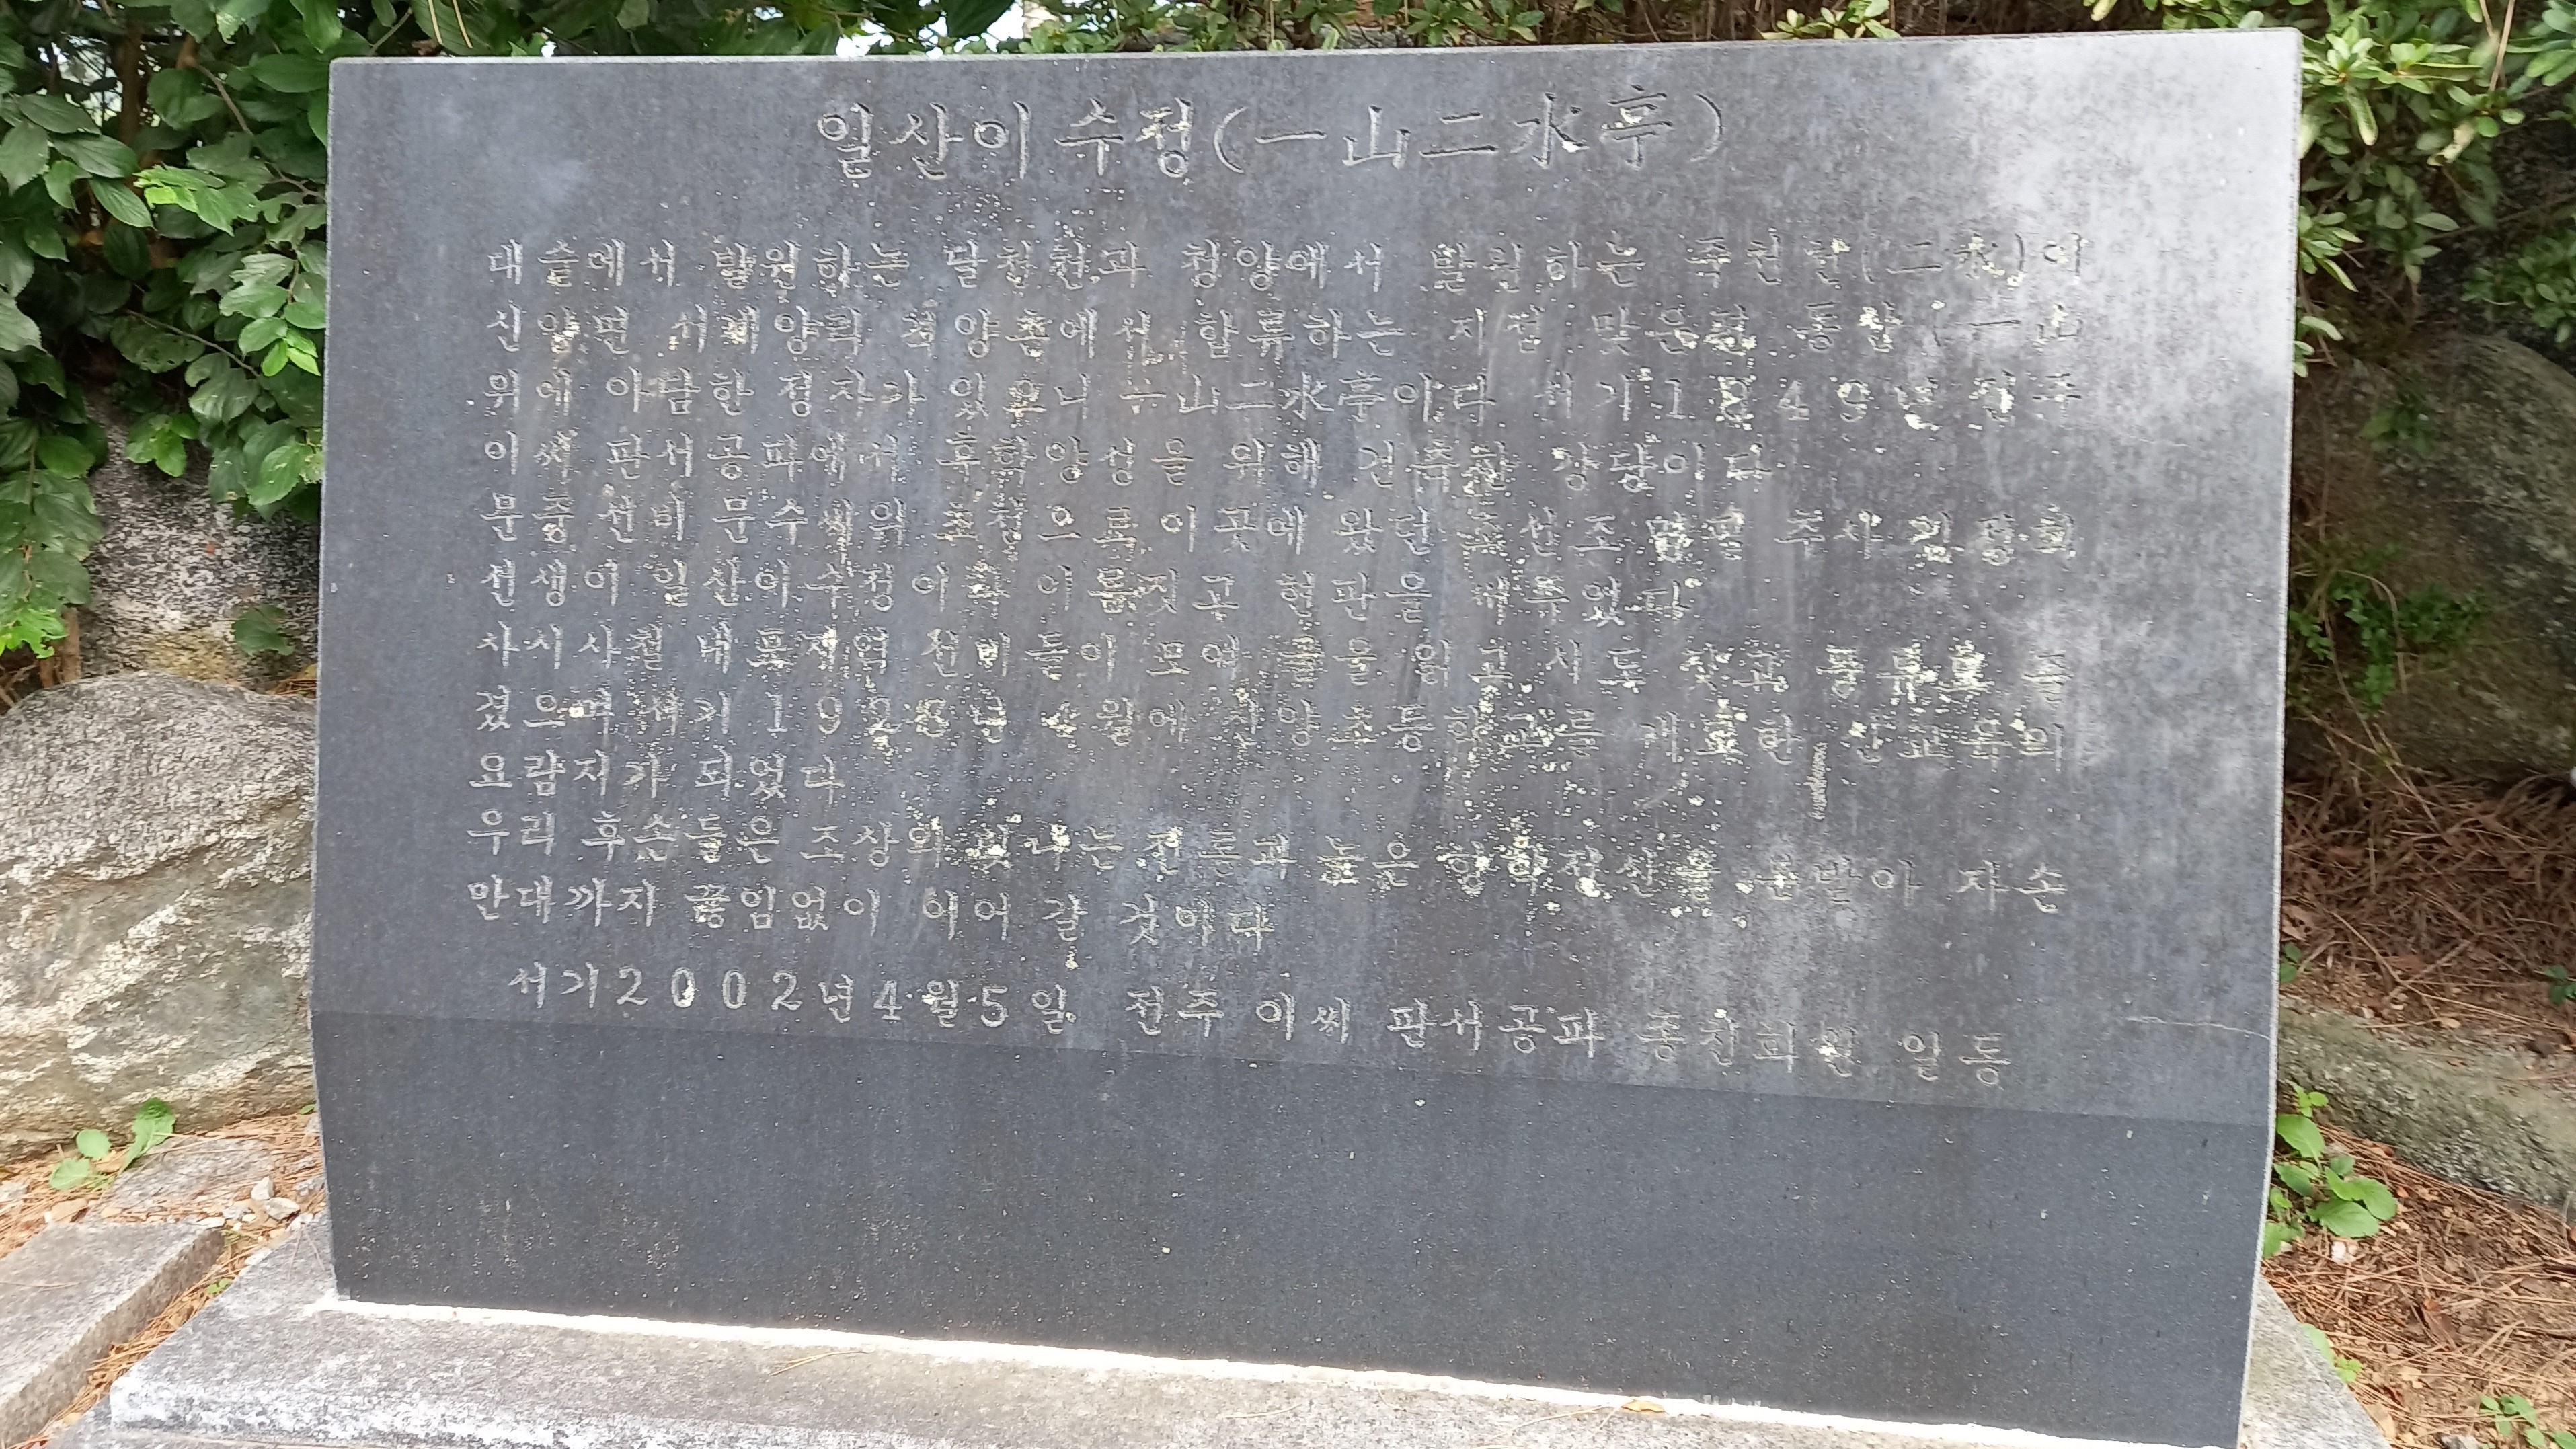 일산이수정(一山二水亭)
대술에서 발원하는 달천천과 청양에서 발원하는 죽천천(二水)이
신양면 서계양리 계양촌에서 합류하는 지점 맞은편 동산(一山
위에 아담한 정자가 있으니 一山二水亭이다 서기1849년 전주
이씨 판서공파에서 후학양성을 위해 건축한 강당이다
문중 선비 문수씨의 초청으로 이곳에 왔던 조선조 명필 추사 김정희
선생이 일산이수정이라 이름짓고 현판을 써주었다
사시사철 내포지역 선비들이 모여 글을 읽고 시도 짓고 풍류를 즐
겼으며 서기 1928년 4월에 신양초등학교를 개교한 산교육의
요람지가 되었다
우리 후손들은 조상의 빛나는 전통과 높은 향학정신을 본받아 자손
만대까지 끊임없이 이어 갈 것이다
서기2002년4월5일 전주 이씨 판서공파 종친회원 일동